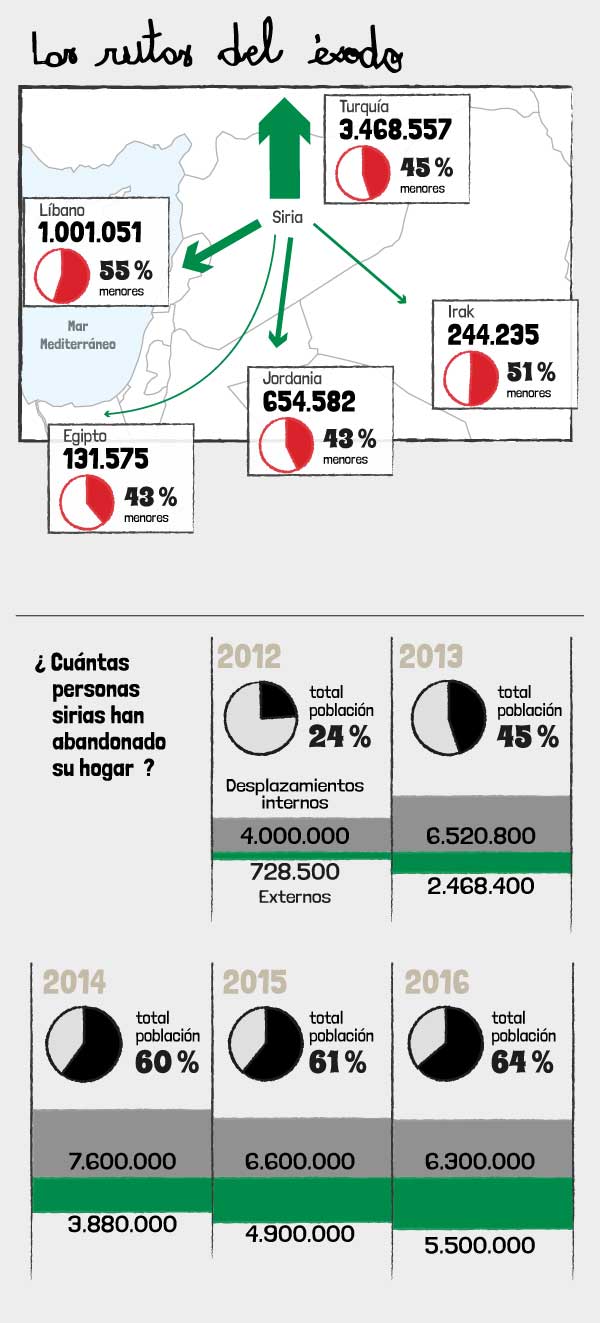 Las rutas del éxodo
Turquía
3.468.557
45 %
menores
Líbano
1.001.051
55 %
menores
Siria
Mar
Mediterráneo
Irak
244.235
51 %
menores
Jordania
654.582
43 %
menores
Egipto
131.575
43 %
menores
¿ Cuántas
personas
sirias han
abandonado
su hogar ?
2012
total
población
24 %
Desplazamientos
internos
4.000.000
728.500
Externos
2013
total
población
45 %
6.520.800
2.468.400
2014
total
población
60 %
7.600.000
3.880.000
2015
total
población
61 %
6.600.000
4.900.000
2016
total
población
64 %
6.300.000
5.500.000